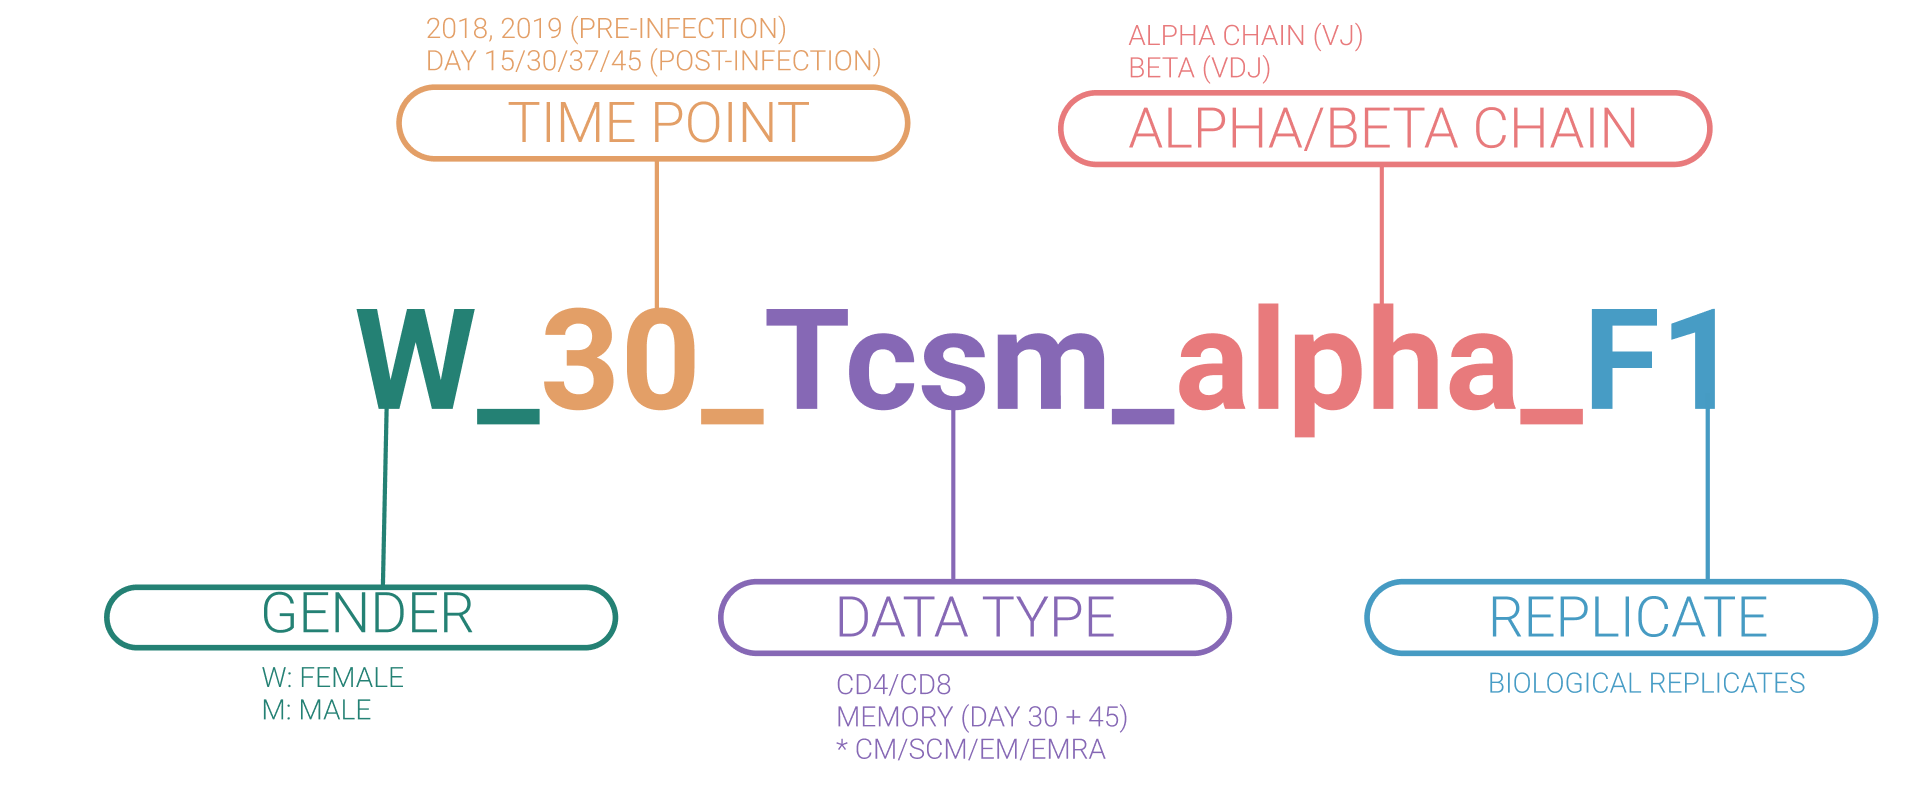 2018, 2019 (PRE-INFECTION)
DAY 15/30/37/45 (POST-INFECTION)
TIME POINT
ALPHA CHAIN (VJ)
BETA (VDJ)
ALPHA/BETA CHAIN
W_30_Tcsm_alpha_F1
GENDER
W: FEMALE
M: MALE
DATA TYPE
CD4/CD8
MEMORY (DAY 30 + 45)
* CM/SCM/EM/EMRA
REPLICATE
BIOLOGICAL REPLICATES